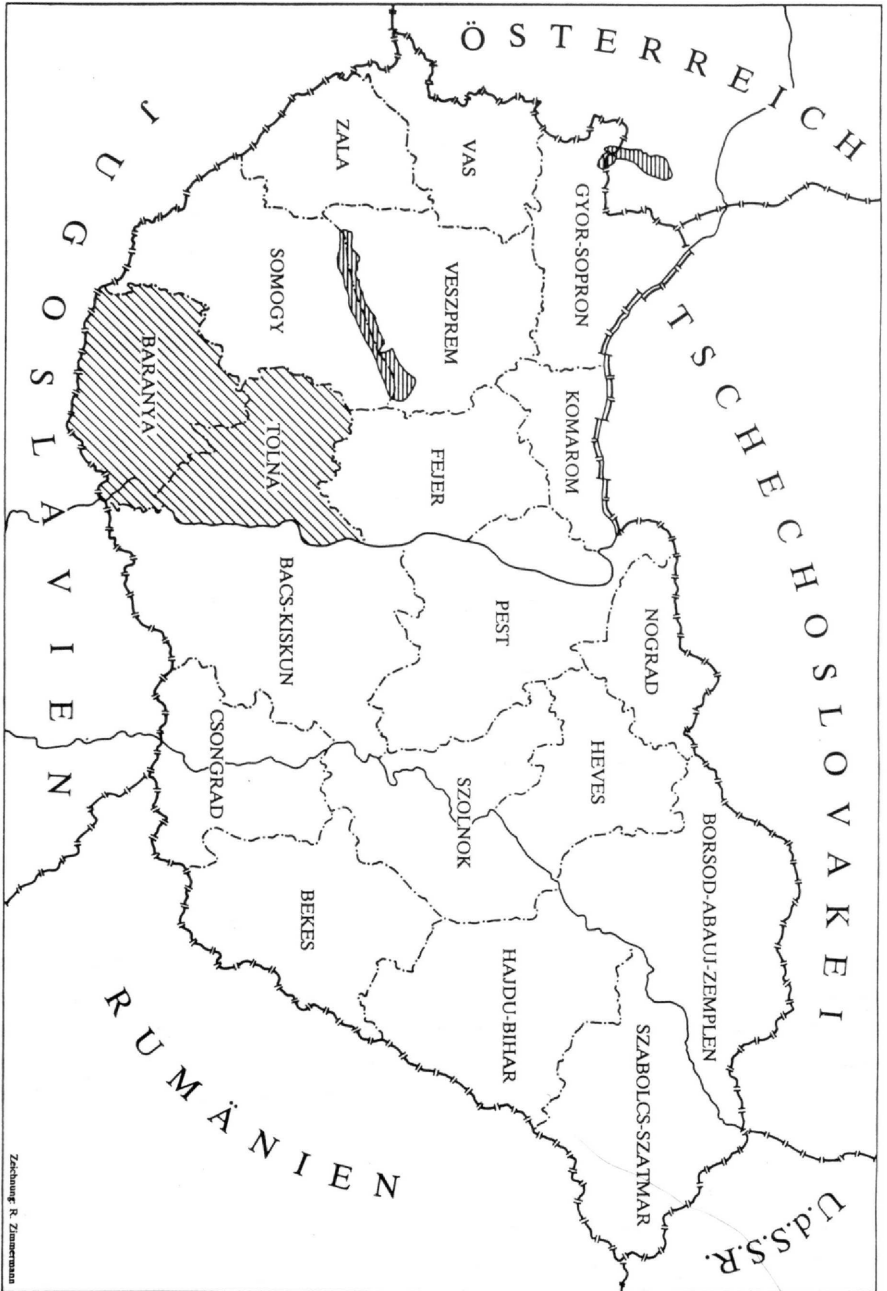 ÖSTERREICH
TSCHECHOSLOVAKEI
U.d.S.S.R.
JUGOSLAVIEN
RUMÄNIEN
GYOR-SOPRON
KOMAROM
NOGRAD
BORSOD-ABAUJ-ZEMPLEN
SZABOLCS-SZATMAR
VAS
VESZPREM
FEJER
PEST
HEVES
HAJDU-BIHAR
ZALA
SOMOGY
TOLNA
BARANYA
BACS-KISKUN
SZOLNOK
CSONGRAD
BEKES
Zeichnung: R. Zimmermann